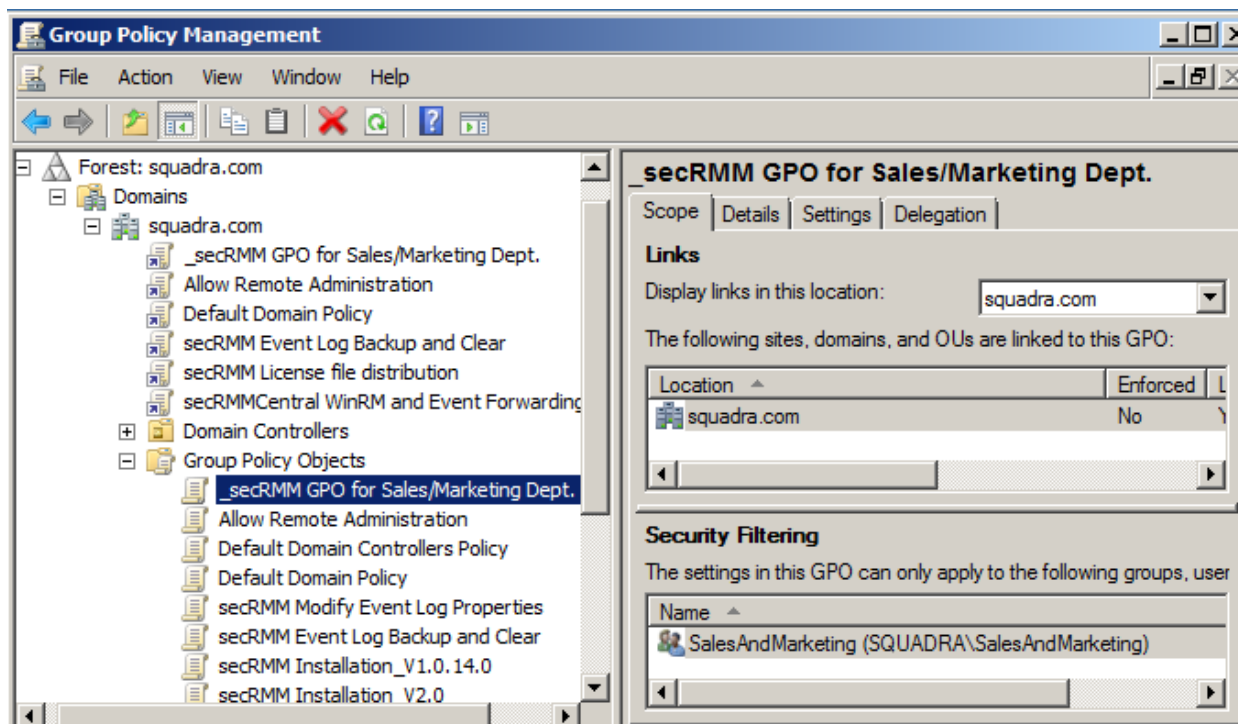 Group Policy Management
File Action View Window Help
Forest: squadra.com
Domains
squadra.com
_secRMM GPO for Sales/Marketing Dept.
Allow Remote Administration
Default Domain Policy
secRMM Event Log Backup and Clear
secRMM License file distribution
secRMMCentral WinRM and Event Forwarding
Domain Controllers
Group Policy Objects
_secRMM GPO for Sales/Marketing Dept.
Allow Remote Administration
Default Domain Controllers Policy
Default Domain Policy
secRMM Modify Event Log Properties
secRMM Event Log Backup and Clear
secRMM Installation_V1.0.14.0
secRMM Installation_V2.0
_secRMM GPO for Sales/Marketing Dept.
Scope Details Settings Delegation
Links
Display links in this location: squadra.com
The following sites, domains, and OUs are linked to this GPO:
Location Enforced L
squadra.com No Y
Security Filtering
The settings in this GPO can only apply to the following groups, user
Name
SalesAndMarketing (SQUADRA\SalesAndMarketing)